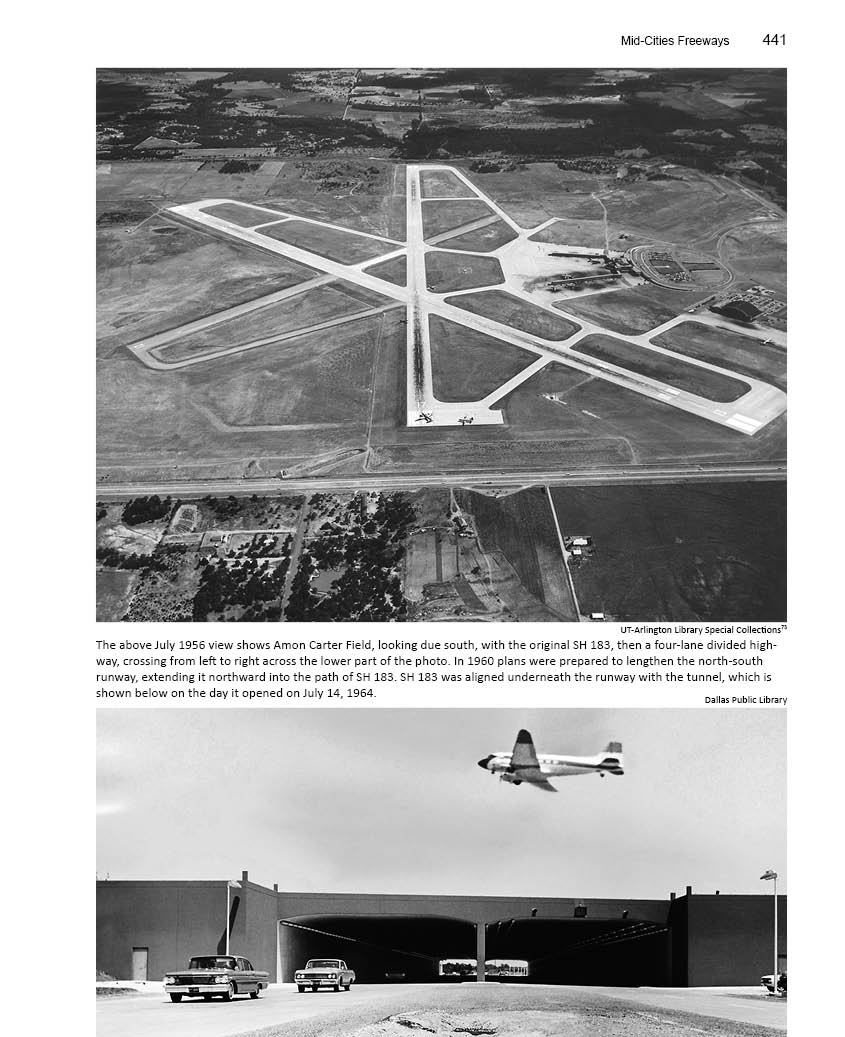 Mid-Cities Freeways 441
UT-Arlington Library Special Collections75
The above July 1956 view shows Amon Carter Field, looking due south, with the original SH 183, then a four-lane divided high-
way, crossing from left to right across the lower part of the photo. In 1960 plans were prepared to lengthen the north-south
runway, extending it northward into the path of SH 183. SH 183 was aligned underneath the runway with the tunnel, which is
shown below on the day it opened on July 14, 1964.
Dallas Public Library